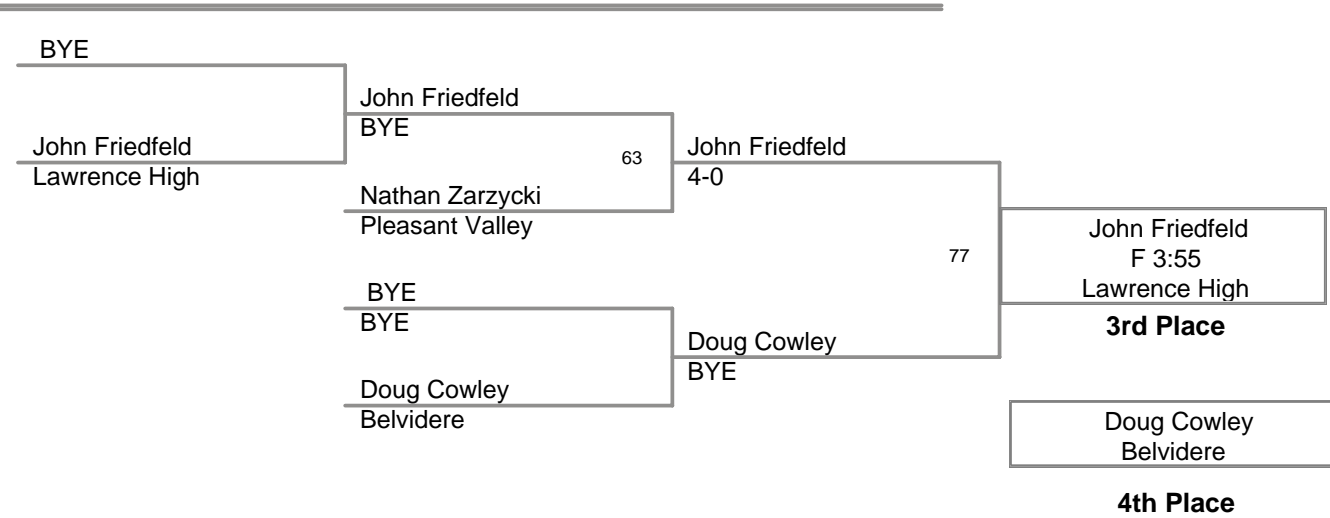 BYE
John Friedfeld
Lawrence High
John Friedfeld
BYE
63
Nathan Zarzycki
Pleasant Valley
BYE
BYE
Doug Cowley
Belvidere
John Friedfeld
4-0
77
Doug Cowley
BYE
John Friedfeld
F 3:55
Lawrence High
3rd Place
Doug Cowley
Belvidere
4th Place